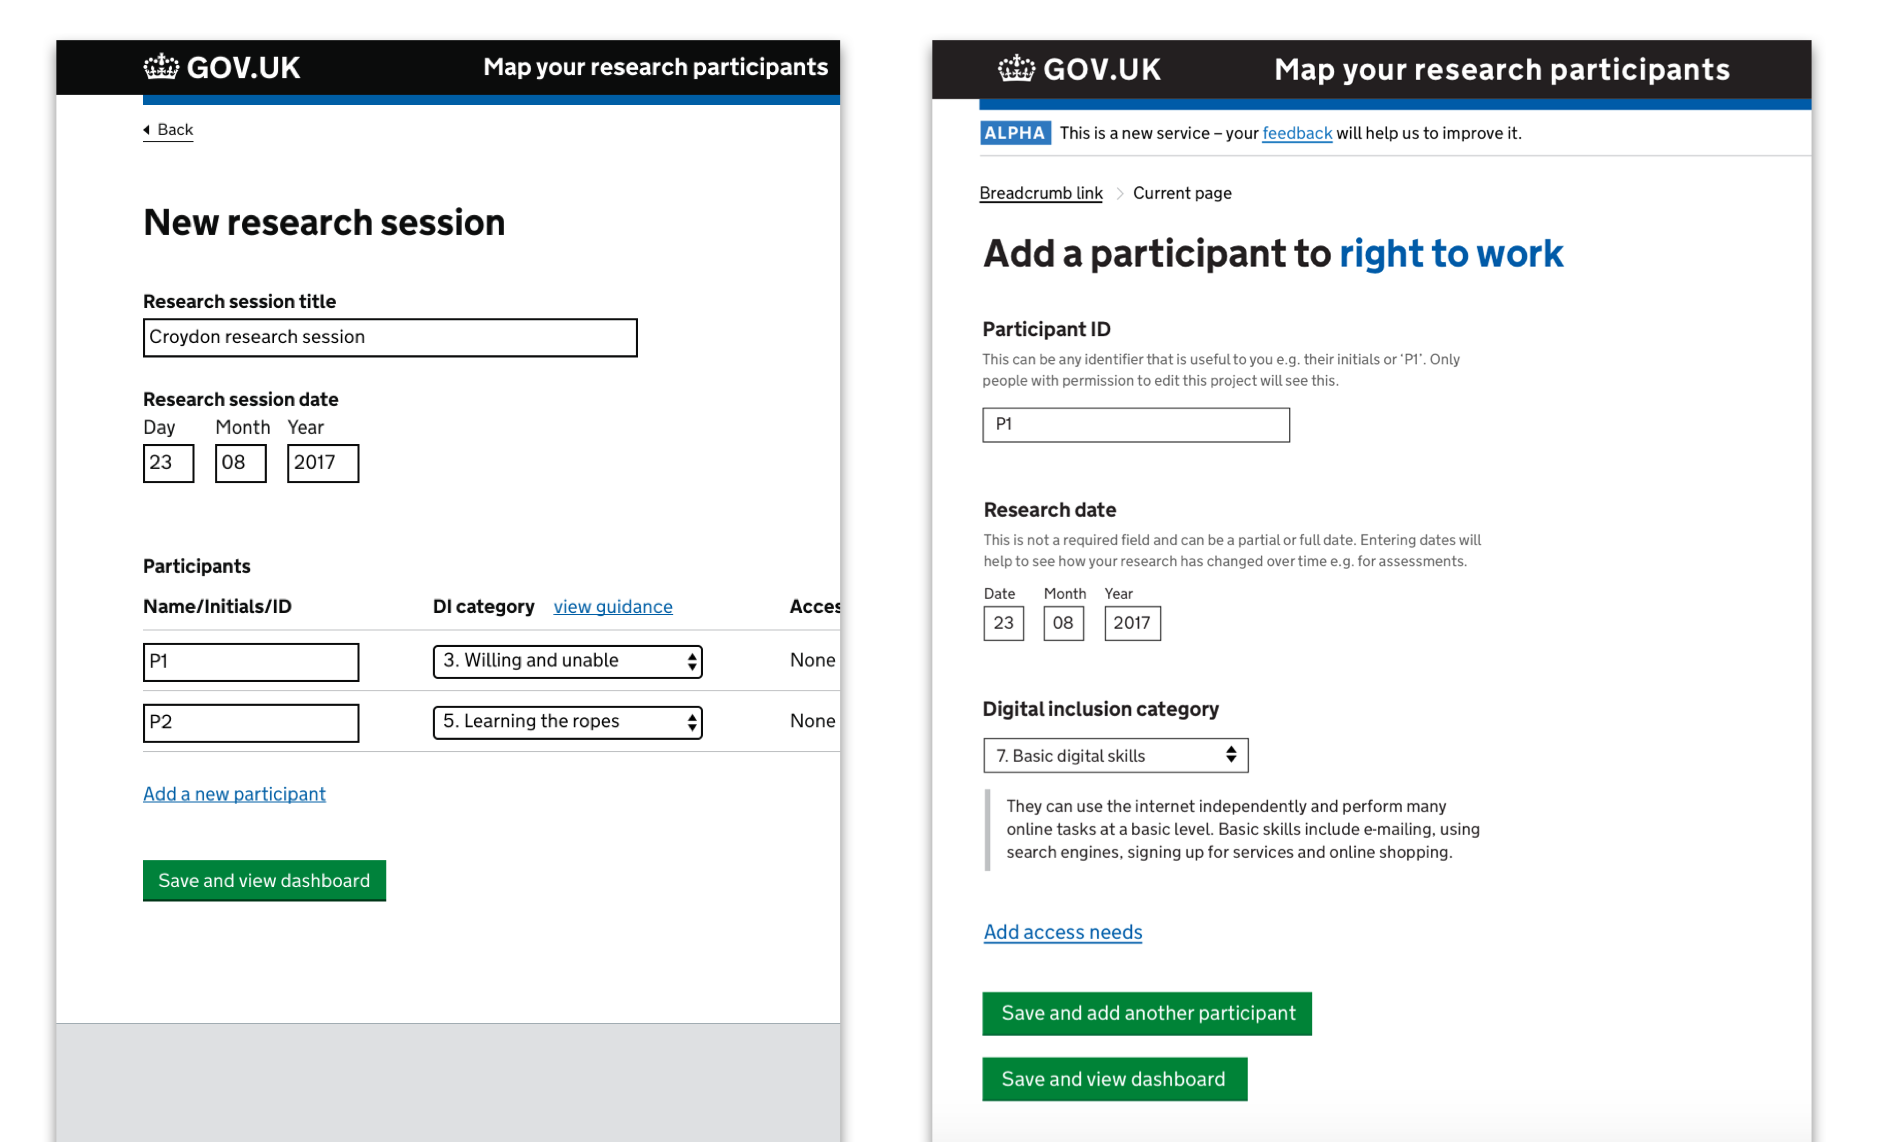 GOV.UK
Map your research participants
Back
New research session
Research session title
Croydon research session
Research session date
Day Month Year
23 08 2017
Participants
Name/Initials/ID DI category view guidance Acces
P1 3. Willing and unable None
P2 5. Learning the ropes None
Add a new participant
Save and view dashboard
GOV.UK
Map your research participants
ALPHA This is a new service – your feedback will help us to improve it.
Breadcrumb link Current page
Add a participant to right to work
Participant ID
This can be any identifier that is useful to you e.g. their initials or ‘P1’. Only
people with permission to edit this project will see this.
P1
Research date
This is not a required field and can be a partial or full date. Entering dates will
help to see how your research has changed over time e.g. for assessments.
Date Month Year
23 08 2017
Digital inclusion category
7. Basic digital skills
They can use the internet independently and perform many
online tasks at a basic level. Basic skills include e-mailing, using
search engines, signing up for services and online shopping.
Add access needs
Save and add another participant
Save and view dashboard